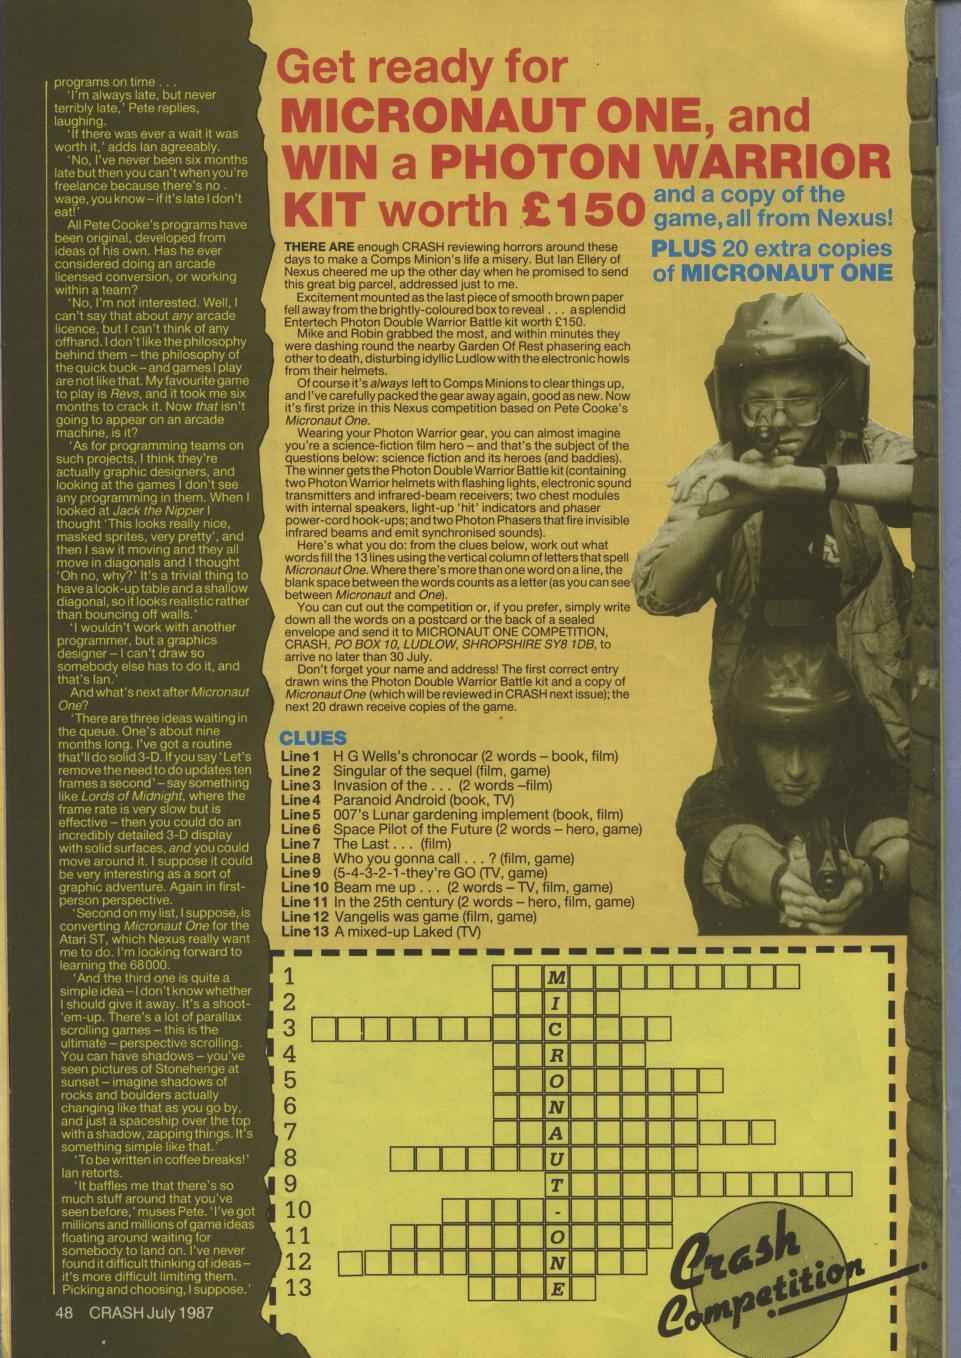 programs on time . . .
'I'm always late, but never
terribly late,' Pete replies,
laughing.
'If there was ever a wait it was
worth it,' adds Ian agreeably.
'No, I've never been six months
late but then you can't when you're
freelance because there's no .
wage, you know – if it's late I don't
eat!'
All Pete Cooke's programs have
been original, developed from
ideas of his own. Has he ever
considered doing an arcade
licensed conversion, or working
within a team?
'No, I'm not interested. Well, I
can't say that about any arcade
licence, but I can't think of any
offhand. I don't like the philosophy
behind them – the philosophy of
the quick buck – and games I play
are not like that. My favourite game
to play is Revs, and it took me six
months to crack it. Now that isn't
going to appear on an arcade
machine, is it?
'As for programming teams on
such projects, I think they're
actually graphic designers, and
looking at the games I don't see
any programming in them. When I
looked at Jack the Nipper I
thought 'This looks really nice,
masked sprites, very pretty', and
then I saw it moving and they all
move in diagonals and I thought
'Oh no, why?' It's a trivial thing to
have a look-up table and a shallow
diagonal, so it looks realistic rather
than bouncing off walls.'
'I wouldn't work with another
programmer, but a graphics
designer – I can't draw so
somebody else has to do it, and
that's Ian.'
And what's next after Micronaut
One?
'There are three ideas waiting in
the queue. One's about nine
months long. I've got a routine
that'll do solid 3-D. If you say 'Let's
remove the need to do updates ten
frames a second' – say something
like Lords of Midnight, where the
frame rate is very slow but is
effective – then you could do an
incredibly detailed 3-D display
with solid surfaces, and you could
move around it. I suppose it could
be very interesting as a sort of
graphic adventure. Again in first-
person perspective.
'Second on my list, I suppose, is
converting Micronaut One for the
Atari ST, which Nexus really want
me to do. I'm looking forward to
learning the 68000.
'And the third one is quite a
simple idea – I don't know whether
I should give it away. It's a shoot-
'em-up. There's a lot of parallax
scrolling games – this is the
ultimate – perspective scrolling.
You can have shadows – you've
seen pictures of Stonehenge at
sunset – imagine shadows of
rocks and boulders actually
changing like that as you go by,
and just a spaceship over the top
with a shadow, zapping things. It's
something simple like that.'
'To be written in coffee breaks!'
Ian retorts.
'It baffles me that there's so
much stuff around that you've
seen before,' muses Pete. 'I've got
millions and millions of game ideas
floating around waiting for
somebody to land on. I've never
found it difficult thinking of ideas –
it's more difficult limiting them.
Picking and choosing, I suppose.'
48 CRASH July 1987
Get ready for
MICRONAUT ONE, and
WIN a PHOTON WARRIOR
KIT worth £150
and a copy of the
game, all from Nexus!
PLUS 20 extra copies
of MICRONAUT ONE
THERE ARE enough CRASH reviewing horrors around these
days to make a Comps Minion's life a misery. But Ian Ellery of
Nexus cheered me up the other day when he promised to send
this great big parcel, addressed just to me.
Excitement mounted as the last piece of smooth brown paper
fell away from the brightly-coloured box to reveal . . . a splendid
Entertech Photon Double Warrior Battle kit worth £150.
Mike and Robin grabbed the most, and within minutes they
were dashing round the nearby Garden Of Rest phasering each
other to death, disturbing idyllic Ludlow with the electronic howls
from their helmets.
Of course it's always left to Comps Minions to clear things up,
and I've carefully packed the gear away again, good as new. Now
it's first prize in this Nexus competition based on Pete Cooke's
Micronaut One.
Wearing your Photon Warrior gear, you can almost imagine
you're a science-fiction film hero – and that's the subject of the
questions below: science fiction and its heroes (and baddies).
The winner gets the Photon Double Warrior Battle kit (containing
two Photon Warrior helmets with flashing lights, electronic sound
transmitters and infrared-beam receivers; two chest modules
with internal speakers, light-up 'hit' indicators and phaser
power-cord hook-ups; and two Photon Phasers that fire invisible
infrared beams and emit synchronised sounds).
Here's what you do: from the clues below, work out what
words fill the 13 lines using the vertical column of letters that spell
Micronaut One. Where there's more than one word on a line, the
blank space between the words counts as a letter (as you can see
between Micronaut and One).
You can cut out the competition or, if you prefer, simply write
down all the words on a postcard or the back of a sealed
envelope and send it to MICRONAUT ONE COMPETITION,
CRASH, PO BOX 10, LUDLOW, SHROPSHIRE SY8 1DB, to
arrive no later than 30 July.
Don't forget your name and address! The first correct entry
drawn wins the Photon Double Warrior Battle kit and a copy of
Micronaut One (which will be reviewed in CRASH next issue); the
next 20 drawn receive copies of the game.
CLUES
Line 1 H G Wells's chronocar (2 words – book, film)
Line 2 Singular of the sequel (film, game)
Line 3 Invasion of the . . . (2 words –film)
Line 4 Paranoid Android (book, TV)
Line 5 007's Lunar gardening implement (book, film)
Line 6 Space Pilot of the Future (2 words – hero, game)
Line 7 The Last . . . (film)
Line 8 Who you gonna call . . . ? (film, game)
Line 9 (5-4-3-2-1-they're GO (TV, game)
Line 10 Beam me up . . . (2 words – TV, film, game)
Line 11 In the 25th century (2 words – hero, film, game)
Line 12 Vangelis was game (film, game)
Line 13 A mixed-up Laked (TV)
1 M
2 I
3 C
4 R
5 O
6 N
7 A
8 U
9 T
10 -
11 O
12 N
13 E
Crash
Competition